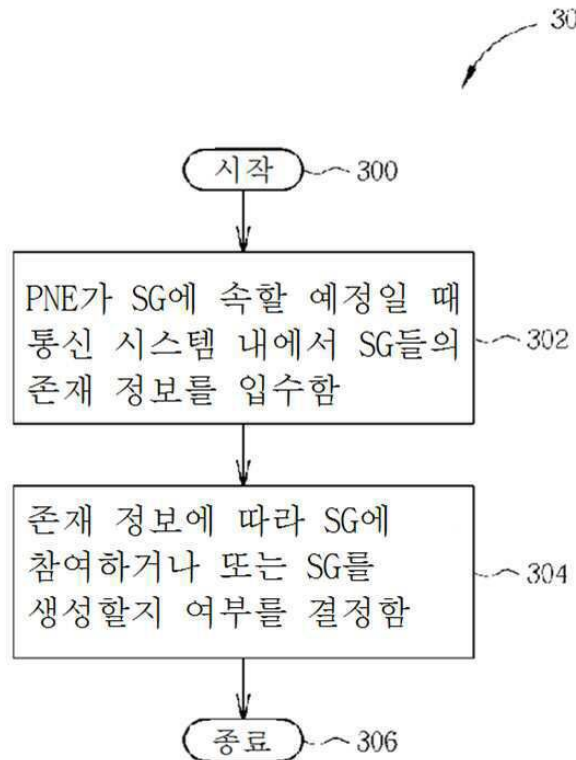 30
시작
300
PNE가 SG에 속할 예정일 때
통신 시스템 내에서 SG들의
302
존재 정보를 입수함
존재 정보에 따라 SG에
참여하거나 또는 SG를
304
생성할지 여부를 결정함
종료
306